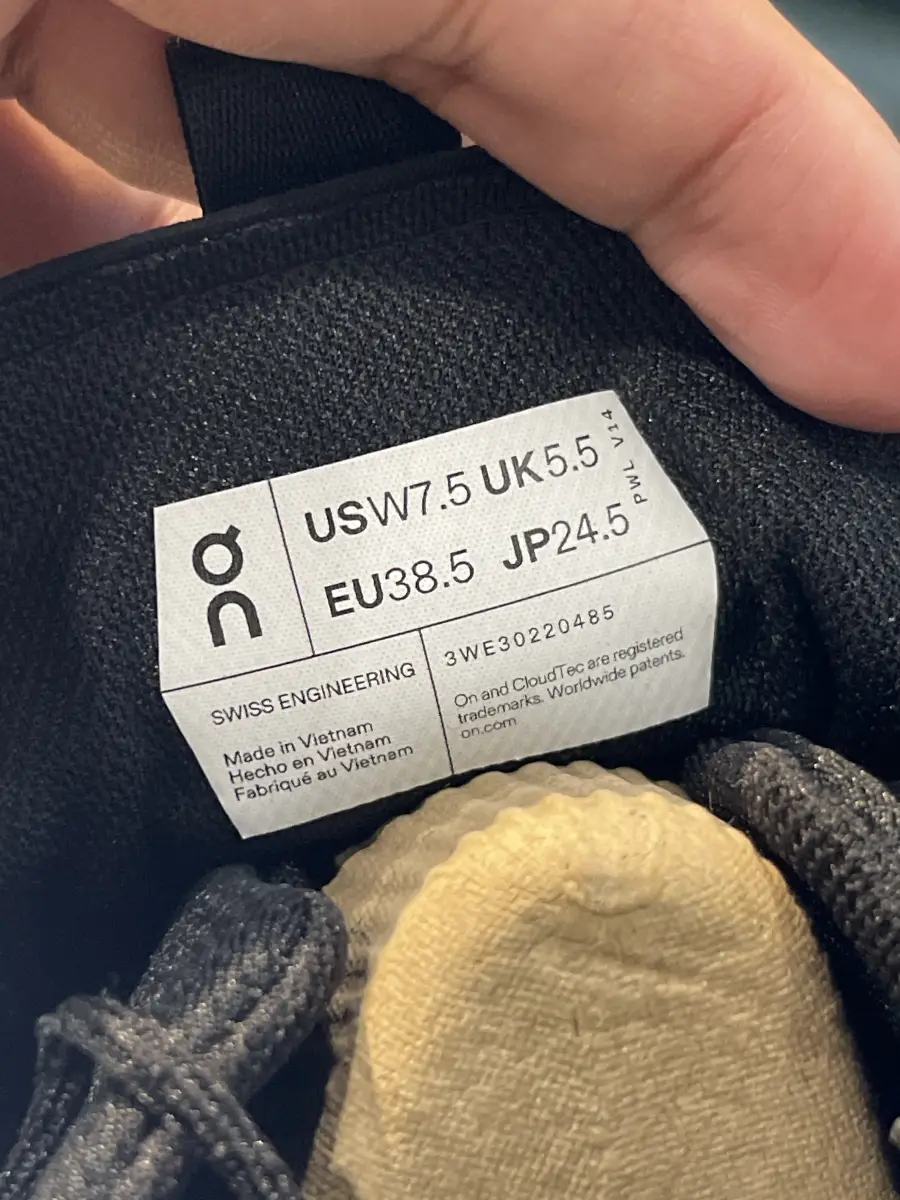 on
USW7.5 UK5.5
EU38.5 JP24.5
PWL V14
SWISS ENGINEERING
Made in Vietnam
Hecho en Vietnam
Fabriqué au Vietnam
3WE30220485
On and CloudTec are registered
trademarks. Worldwide patents.
on.com